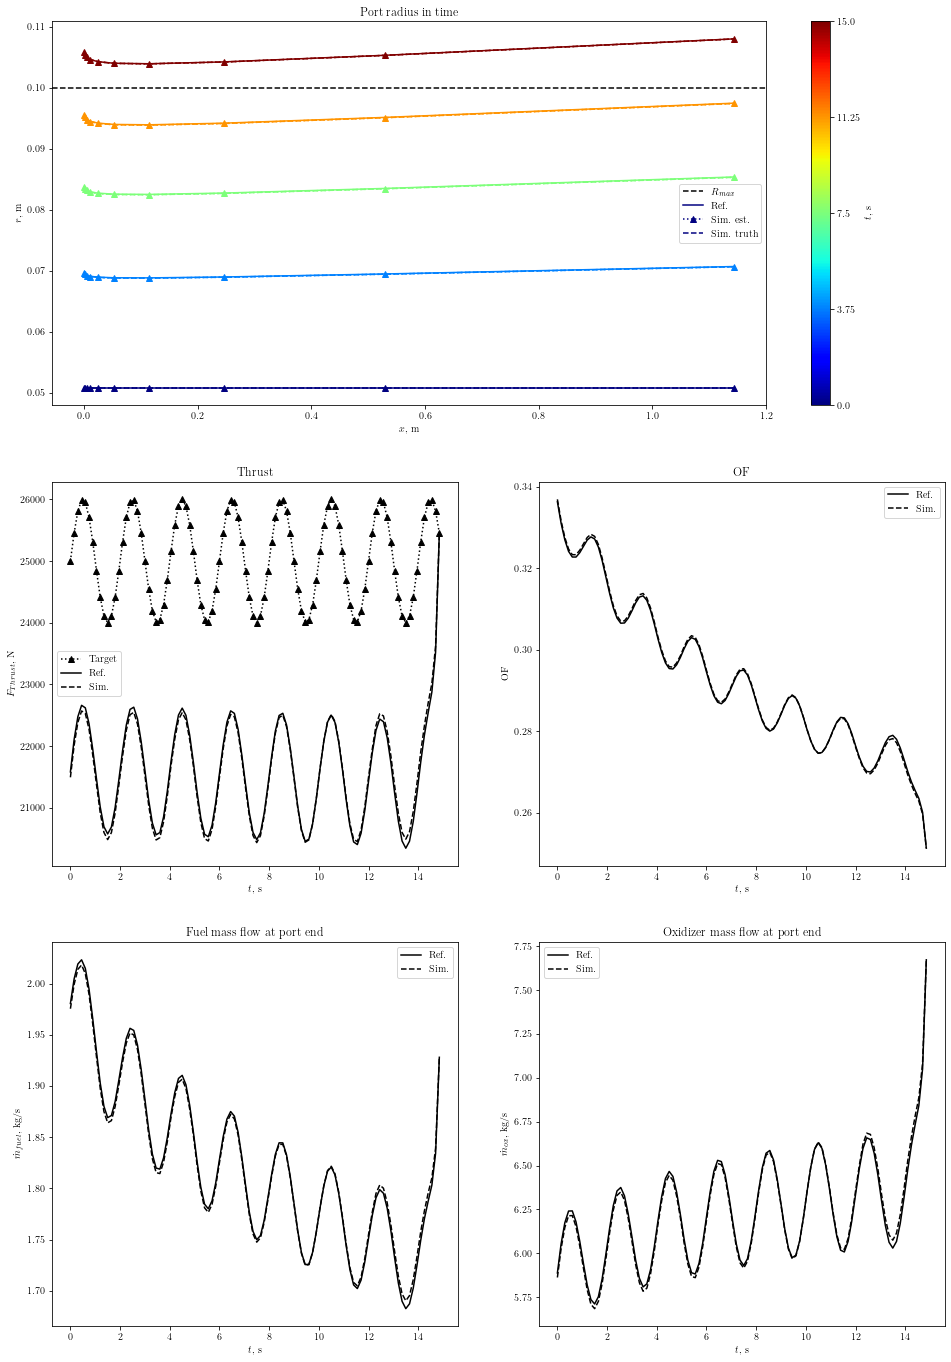 Port radius in time
0.11
0.10
0.09
0.08
0.07
0.06
0.05
r, m
R_max
Ref.
Sim. est.
Sim. truth
0.0 0.2 0.4 0.6 0.8 1.0 1.2
x, m
15.0
11.25
7.5
3.75
0.0
t, s
Thrust
26000
25000
24000
23000
22000
21000
F_Thrust, N
Target
Ref.
Sim.
0 2 4 6 8 10 12 14
t, s
OF
0.34
0.32
0.30
0.28
0.26
OF
Ref.
Sim.
0 2 4 6 8 10 12 14
t, s
Fuel mass flow at port end
2.00
1.95
1.90
1.85
1.80
1.75
1.70
ṁ_fuel, kg/s
Ref.
Sim.
0 2 4 6 8 10 12 14
t, s
Oxidizer mass flow at port end
7.75
7.50
7.25
7.00
6.75
6.50
6.25
6.00
5.75
ṁ_ox, kg/s
Ref.
Sim.
0 2 4 6 8 10 12 14
t, s